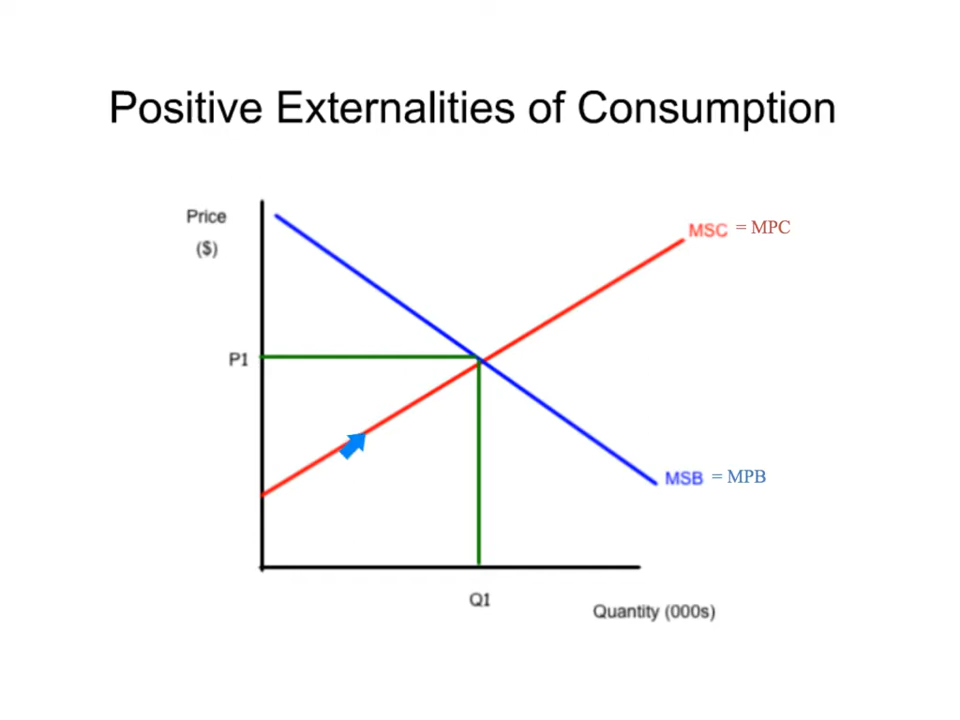 Positive Externalities of Consumption
Price
($)
MSC = MPC
P1
MSB = MPB
Q1
Quantity (000s)